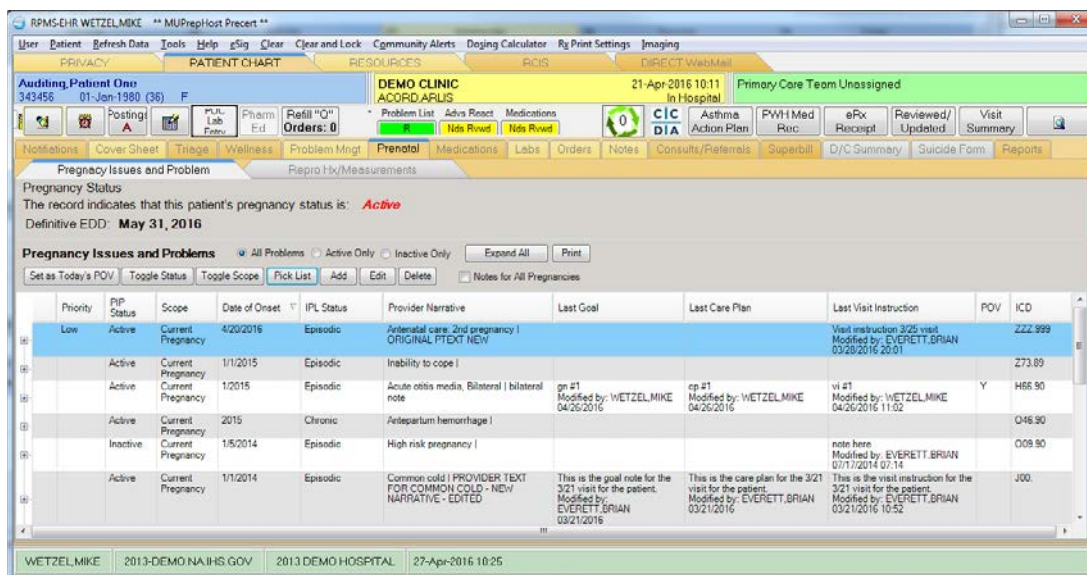 RPMS-EHR WETZEL,MIKE ** MUPrepHost Precert **
User Patient Refresh Data Tools Help eSig Clear Clear and Lock Community Alerts Dosing Calculator Rx Print Settings Imaging
PRIVACY PATIENT CHART RESOURCES RCIS DIRECT WebMail
Auditing,Patient One DEMO CLINIC 21-Apr-2016 10:11 Primary Care Team Unassigned
343456 01-Jan-1980 (36) F ACORD,ARLIS In Hospital
Postings A POC Lab Entry Pharm Ed Refill "O" Orders: 0 Problem List Advs React Medications
R Nds Rvwd Nds Rvwd 0 C C D I A Asthma Action Plan PWH Med Rec eRx Receipt Reviewed/ Updated Visit Summary
Notifiations Cover Sheet Triage Wellness Problem Mngt Prenatal Medications Labs Orders Notes Consults/Referrals Superbill D/C Summary Suicide Form Reports
Pregnacy Issues and Problem Repro Hx/Measurements
Pregnancy Status
The record indicates that this patient's pregnancy status is: Active
Definitive EDD: May 31, 2016
Pregnancy Issues and Problems All Problems Active Only Inactive Only Expand All Print
Set as Today's POV Toggle Status Toggle Scope Pick List Add Edit Delete Notes for All Pregnancies
Priority PIP Status Scope Date of Onset IPL Status Provider Narrative Last Goal Last Care Plan Last Visit Instruction POV ICD
Low Active Current Pregnancy 4/20/2016 Episodic Antenatal care: 2nd pregnancy | ORIGINAL PTEXT NEW Visit instruction 3/25 visit Modified by: EVERETT,BRIAN 03/28/2016 20:01 ZZZ.999
Active Current Pregnancy 1/1/2015 Episodic Inability to cope | Z73.89
Active Current Pregnancy 1/2015 Episodic Acute otitis media, Bilateral | bilateral note gn #1 Modified by: WETZEL,MIKE 04/26/2016 cp #1 Modified by: WETZEL,MIKE 04/26/2016 vi #1 Modified by: WETZEL,MIKE 04/26/2016 11:02 Y H66.90
Active Current Pregnancy 2015 Chronic Antepartum hemorrhage | O46.90
Inactive Current Pregnancy 1/5/2014 Episodic High risk pregnancy | note here Modified by: EVERETT,BRIAN 07/17/2014 07:14 O09.90
Active Current Pregnancy 1/1/2014 Episodic Common cold | PROVIDER TEXT FOR COMMON COLD - NEW NARRATIVE - EDITED This is the goal note for the 3/21 visit for the patient. Modified by: EVERETT,BRIAN 03/21/2016 This is the care plan for the 3/21 visit for the patient. Modified by: EVERETT,BRIAN 03/21/2016 This is the visit instruction for the 3/21 visit for the patient. Modified by: EVERETT,BRIAN 03/21/2016 10:52 J00.
WETZEL,MIKE 2013-DEMO.NA.IHS.GOV 2013 DEMO HOSPITAL 27-Apr-2016 10:25